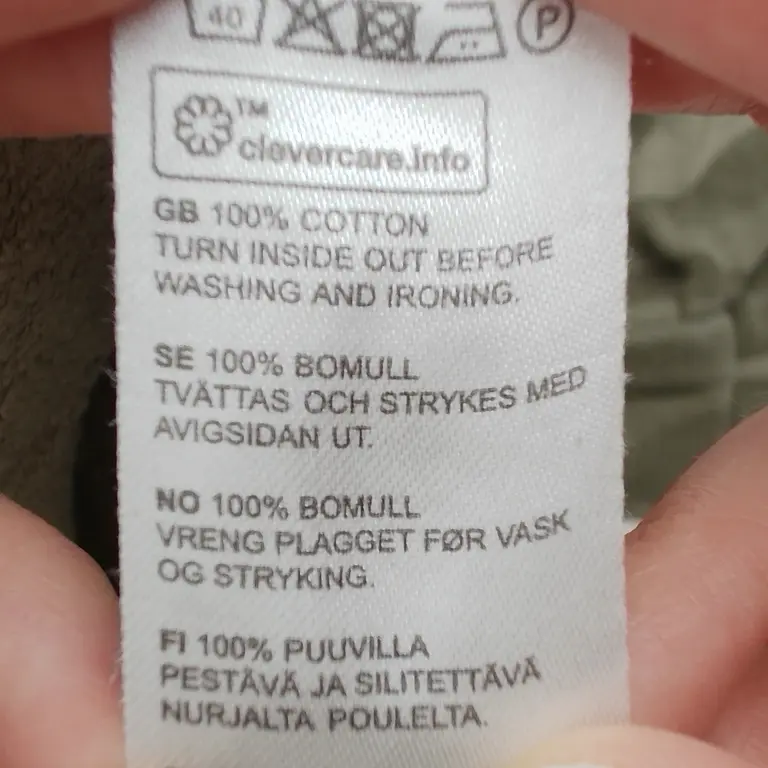 40
P
™
clevercare.info
GB 100% COTTON
TURN INSIDE OUT BEFORE
WASHING AND IRONING.
SE 100% BOMULL
TVÄTTAS OCH STRYKES MED
AVIGSIDAN UT.
NO 100% BOMULL
VRENG PLAGGET FØR VASK
OG STRYKING.
FI 100% PUUVILLA
PESTÄVÄ JA SILITETTÄVÄ
NURJALTA POULELTA.